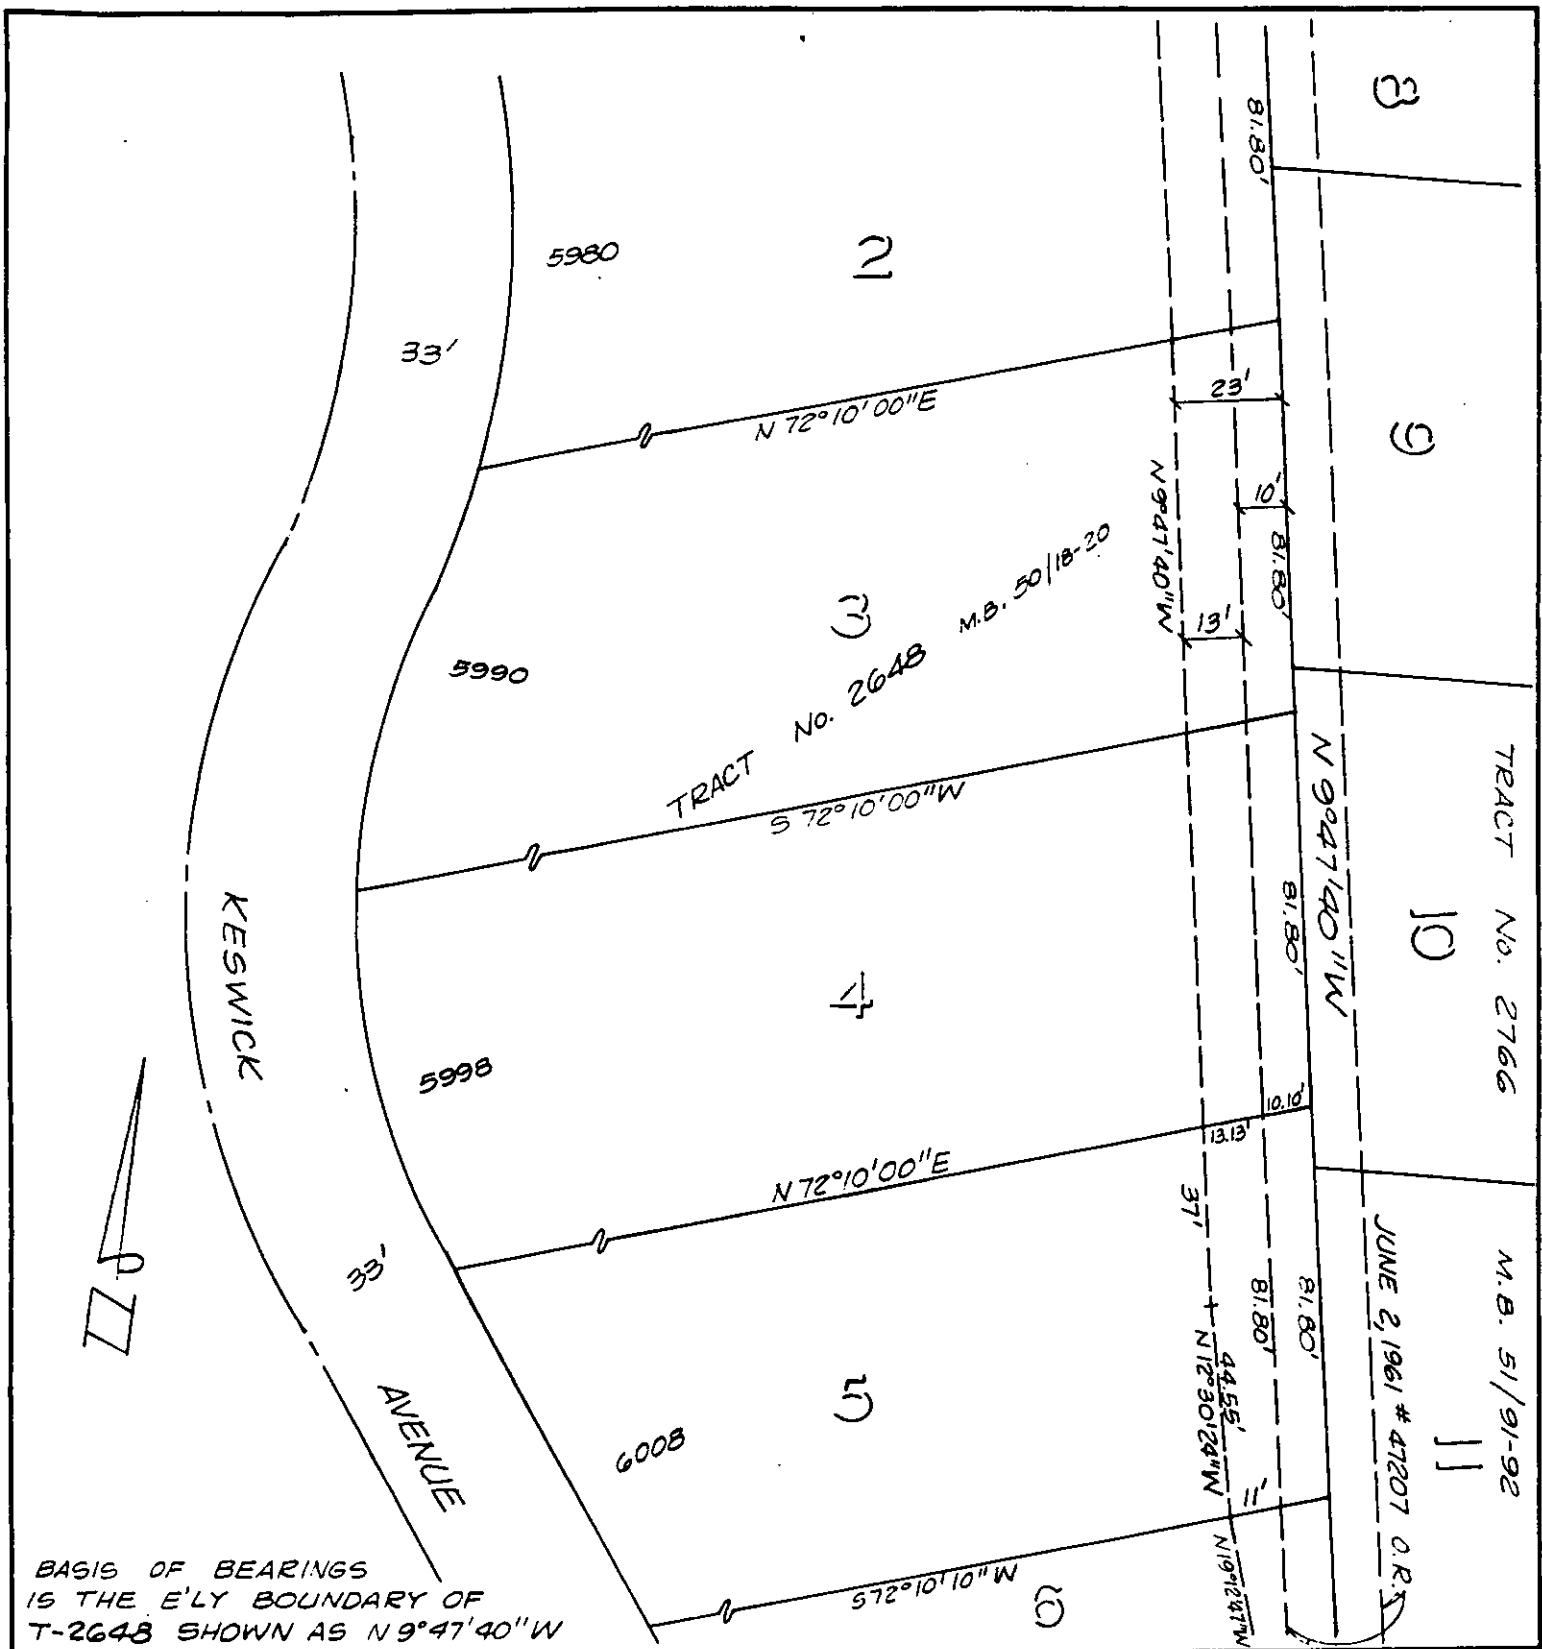 8
81.80'
2
5980
33'
23'
N 72°10'00"E
9
N 9°47'40"W
10'
81.80'
M.B. 50/18-20
3
13'
5990
TRACT No. 2648
S 72°10'00"W
N 9°47'40"W
TRACT No. 2766
81.80'
10
KESWICK
4
5998
10.10'
13.13'
N 72°10'00"E
37'
33'
81.80'
81.80'
JUNE 2, 1961 # 47207 O.R.
M.B. 51/91-92
44.55'
N 12°30'24"W
5
11
AVENUE
6008
11'
N 19°12'47"W
S 72°10'10"W
6
BASIS OF BEARINGS
IS THE E'LY BOUNDARY OF
T-2648 SHOWN AS N 9°47'40"W